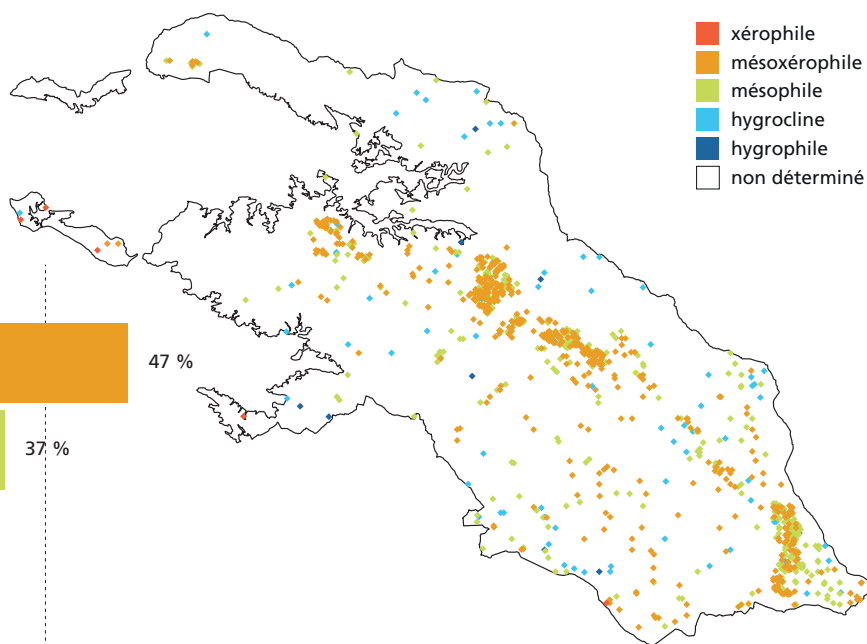 xérophile
mésoxérophile
mésophile
hygrocline
hygrophile
non déterminé
47 %
37 %